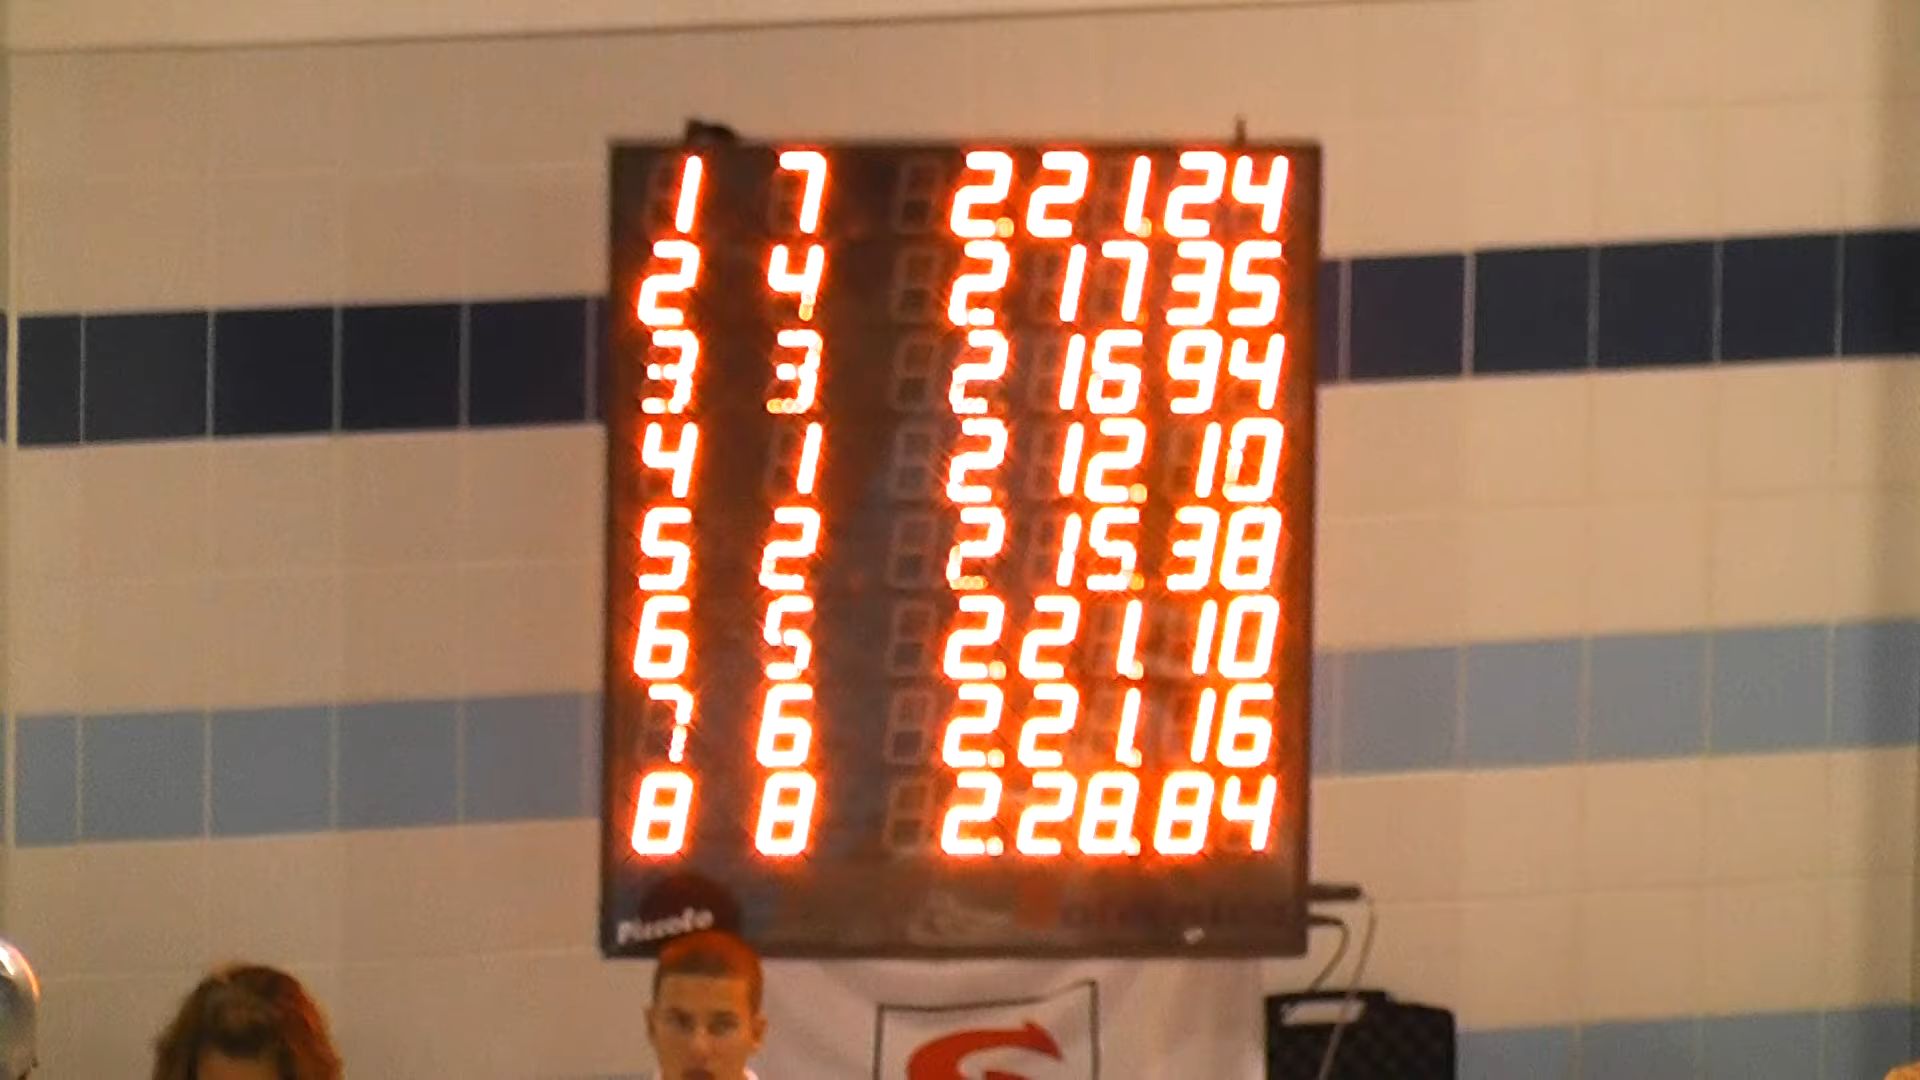 1 7 2.21.24
2 4 2.17.35
3 3 2.16.94
4 1 2.12.10
5 2 2.15.38
6 5 2.21.10
7 6 2.21.16
8 8 2.28.84
Piccolo